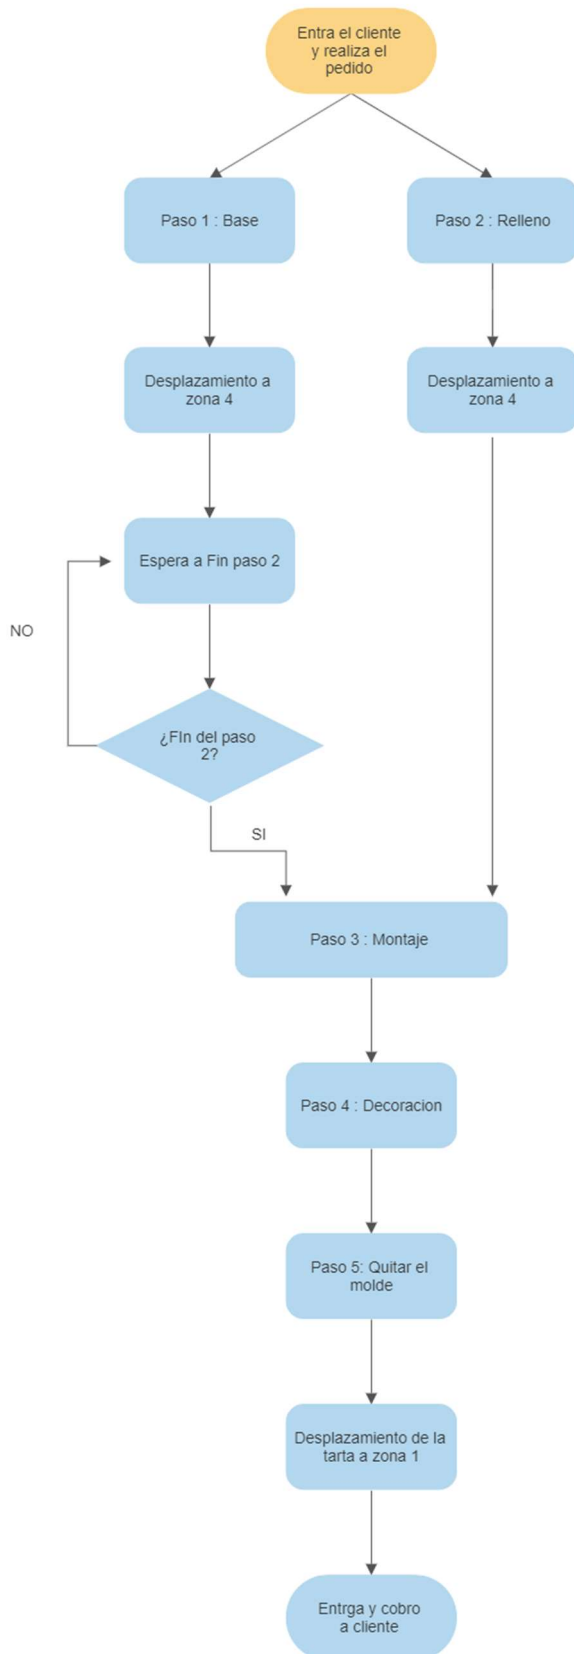 Entra el cliente
y realiza el
pedido
Paso 1 : Base
Paso 2 : Relleno
Desplazamiento a
zona 4
Desplazamiento a
zona 4
Espera a Fin paso 2
NO
¿FIn del paso
2?
SI
Paso 3 : Montaje
Paso 4 : Decoracion
Paso 5: Quitar el
molde
Desplazamiento de la
tarta a zona 1
Entrga y cobro
a cliente